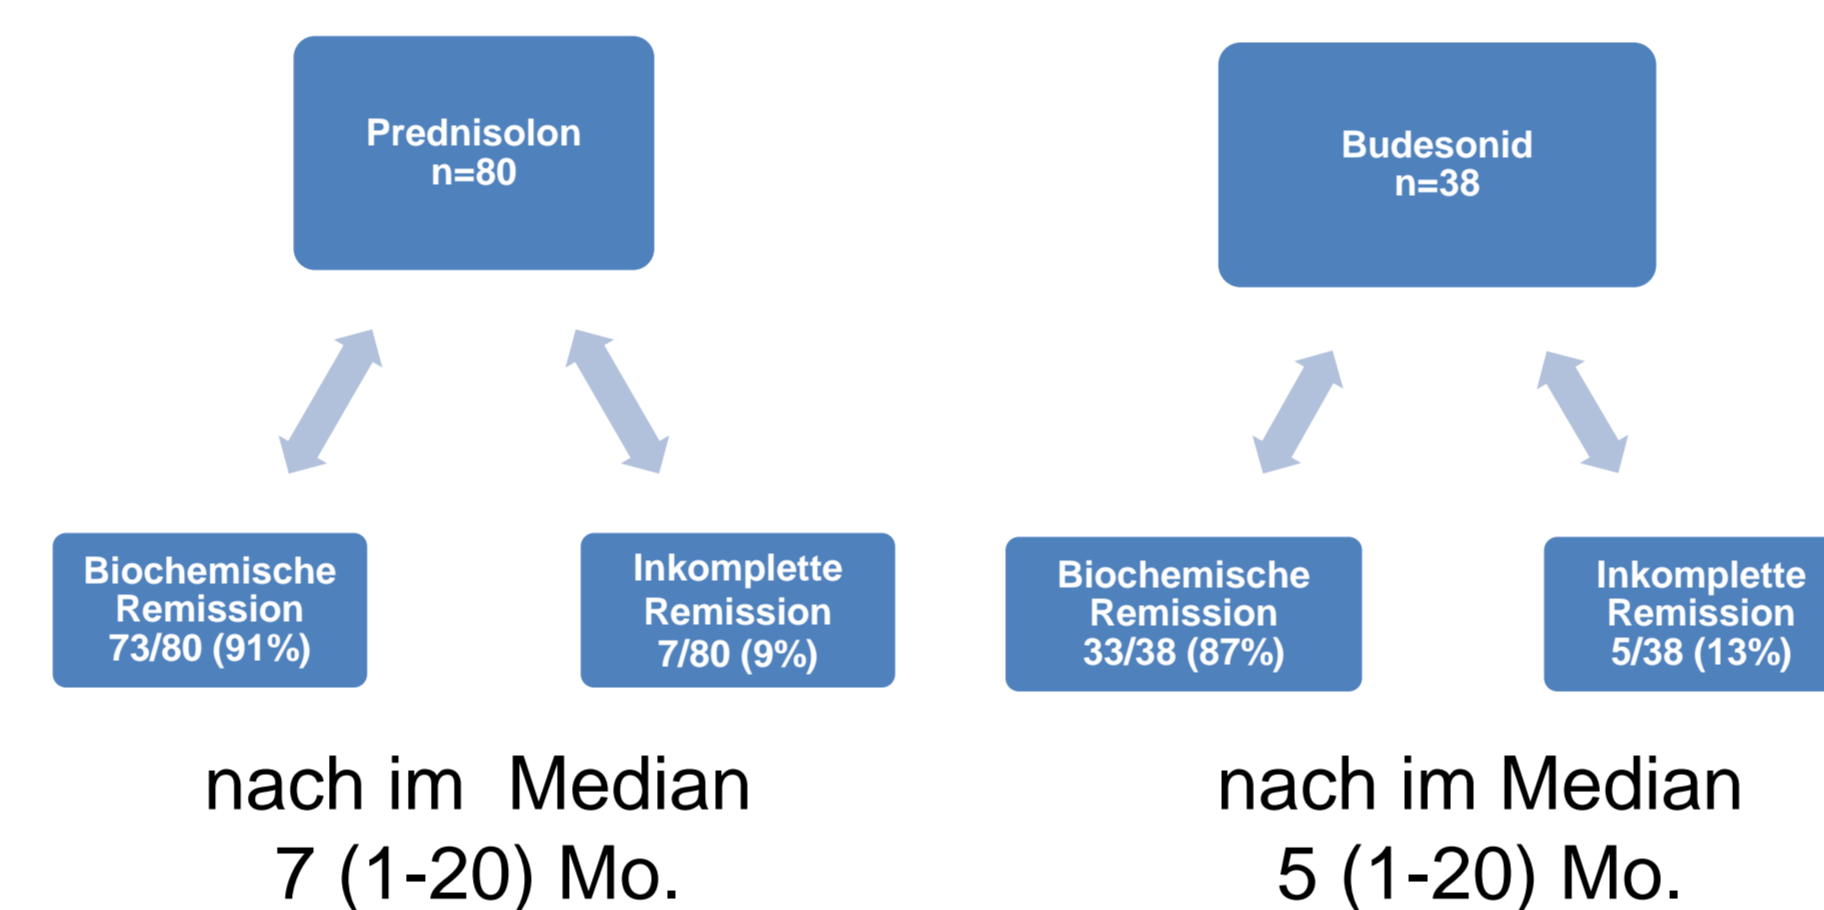 Prednisolon
n=80
Biochemische
Remission
73/80 (91%)
Inkomplette
Remission
7/80 (9%)
nach im  Median
7 (1-20) Mo.
Budesonid
n=38
Biochemische
Remission
33/38 (87%)
Inkomplette
Remission
5/38 (13%)
nach im Median
5 (1-20) Mo.